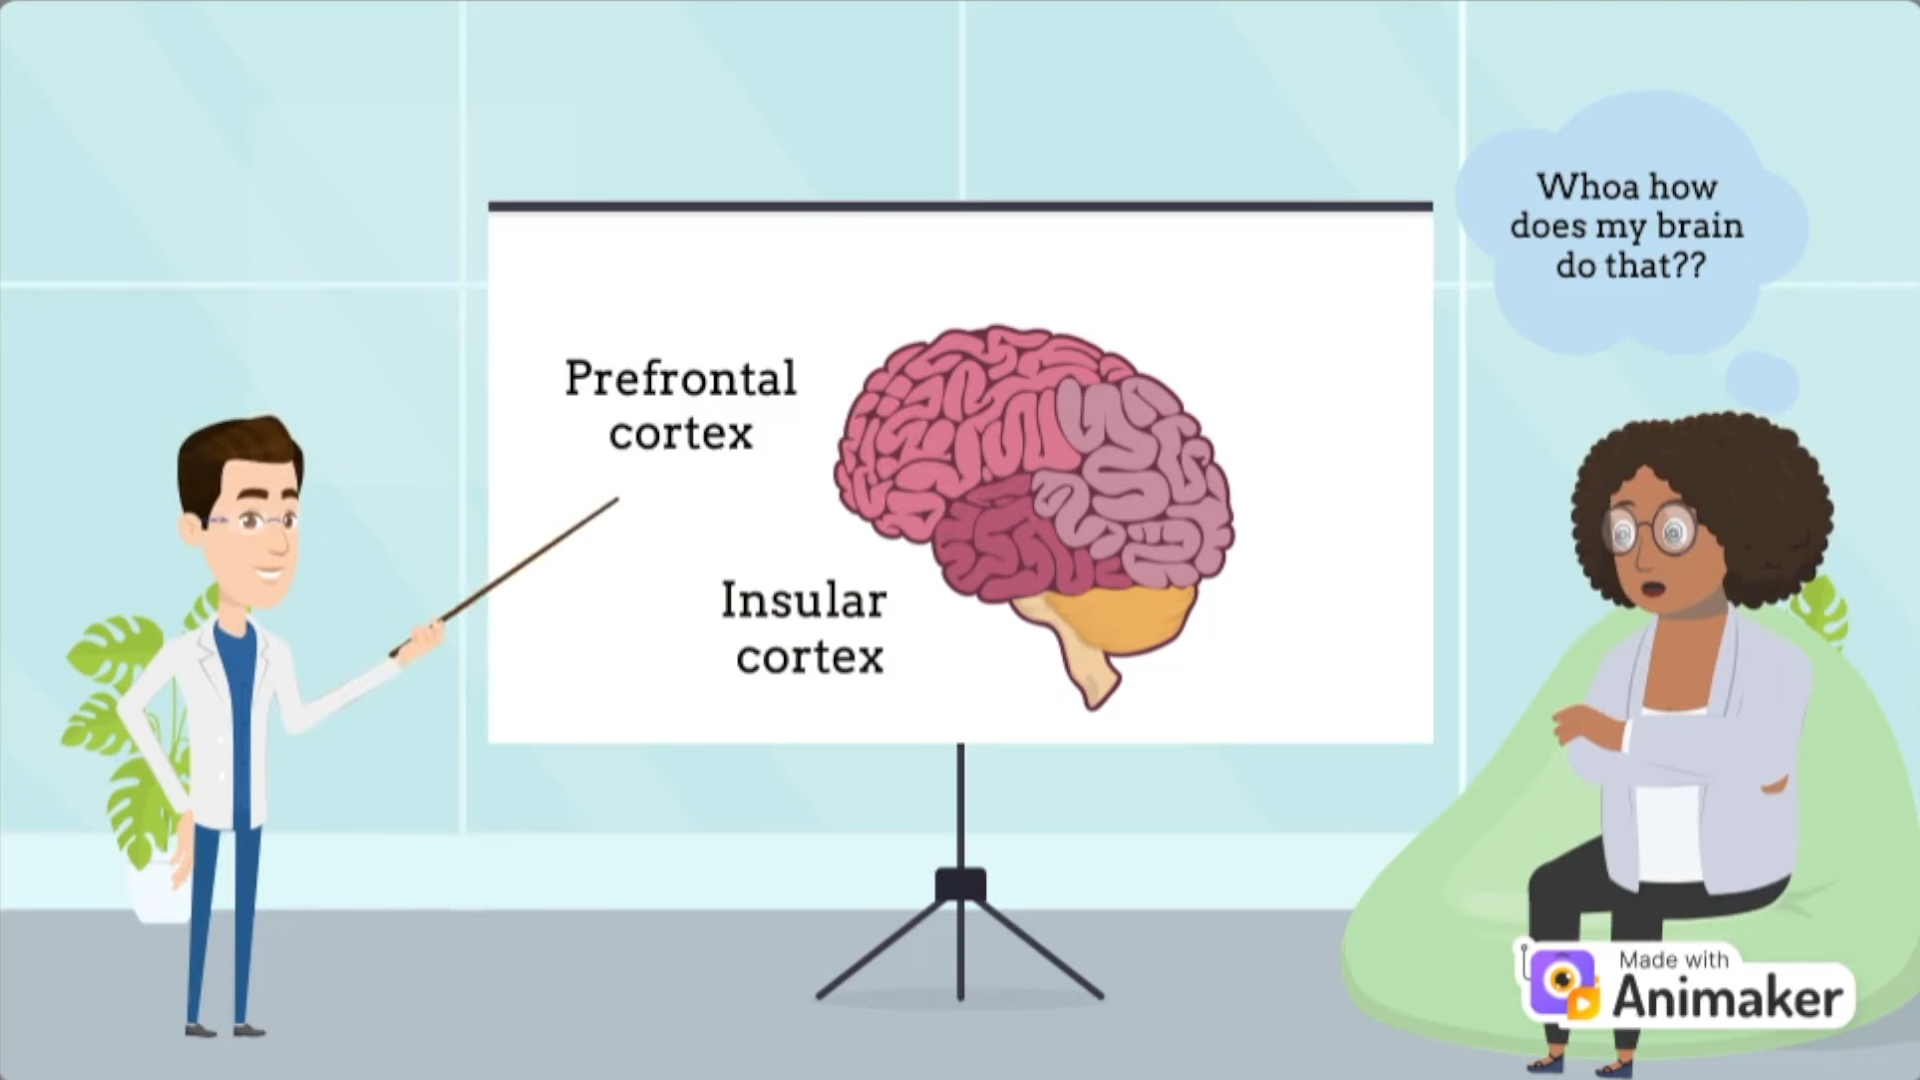 Whoa how
does my brain
do that??
Prefrontal
cortex
Insular
cortex
Made with
Animaker